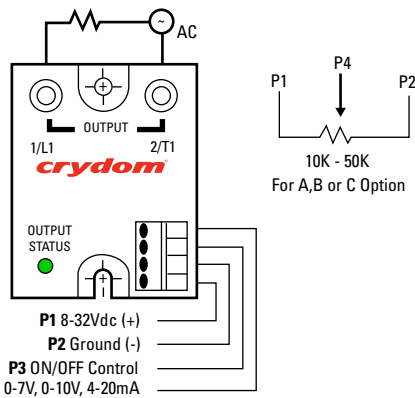 ~ AC
OUTPUT
1/L1 2/T1
crydom
OUTPUT
STATUS
P1 8-32Vdc (+)
P2 Ground (-)
P3 ON/OFF Control
0-7V, 0-10V, 4-20mA
P1 P4 P2
10K - 50K
For A,B or C Option